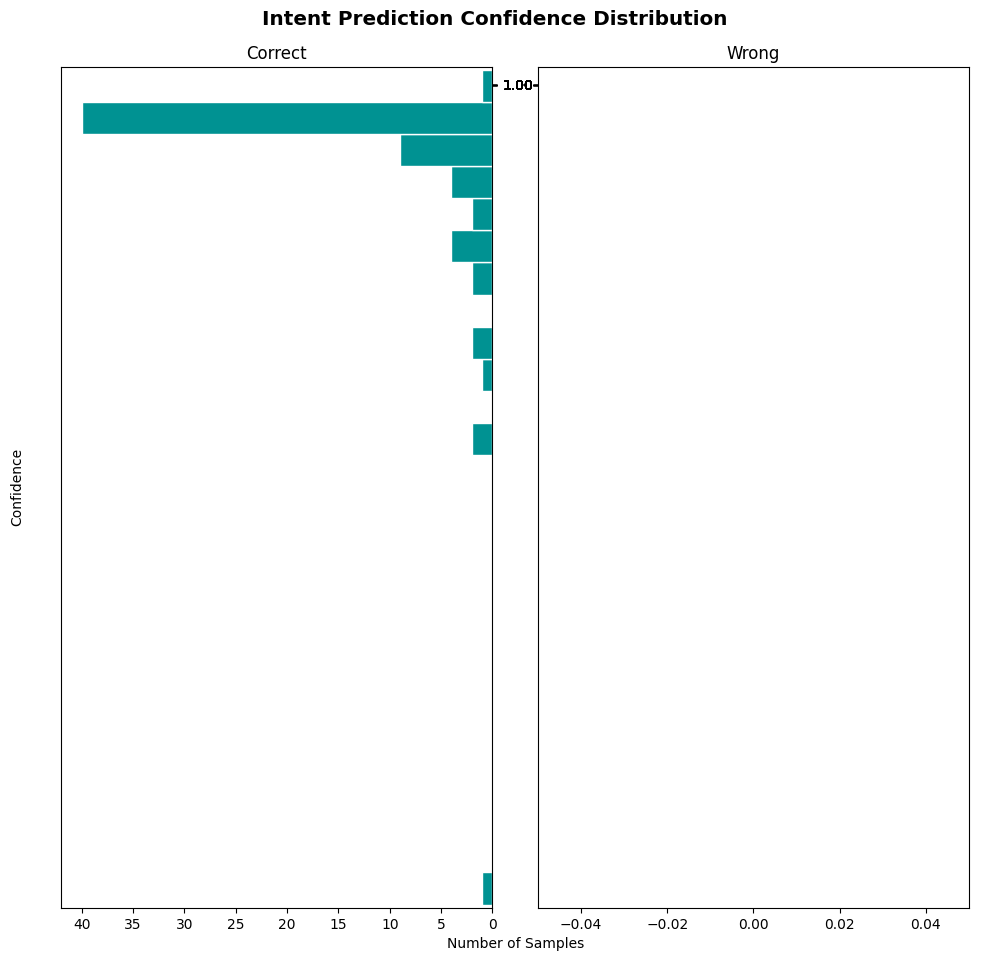 Intent Prediction Confidence Distribution
Correct
Wrong
1.00
Confidence
40 35 30 25 20 15 10 5 0
−0.04 −0.02 0.00 0.02 0.04
Number of Samples